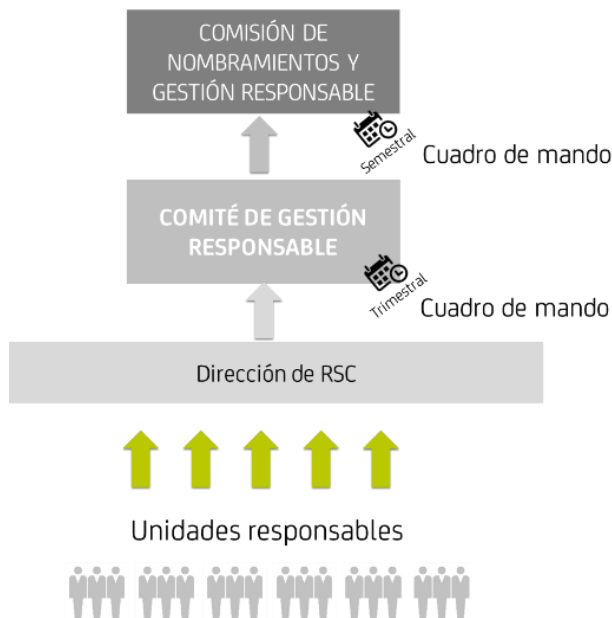 COMISIÓN DE
NOMBRAMIENTOS Y
GESTIÓN RESPONSABLE
Semestral
Cuadro de mando
COMITÉ DE GESTIÓN
RESPONSABLE
Trimestral
Cuadro de mando
Dirección de RSC
Unidades responsables